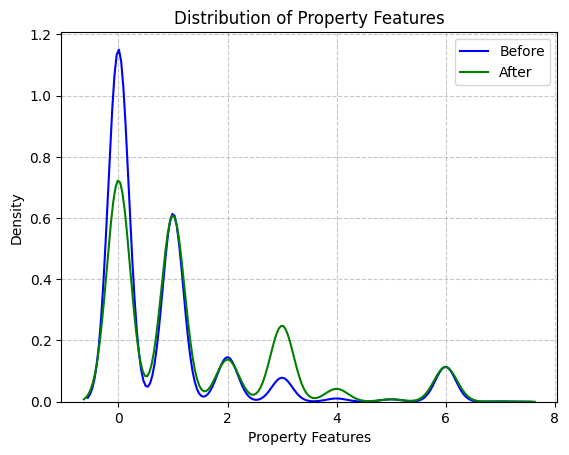 Distribution of Property Features
Before
After
1.2
1.0
0.8
0.6
0.4
0.2
0.0
Density
0 2 4 6 8
Property Features